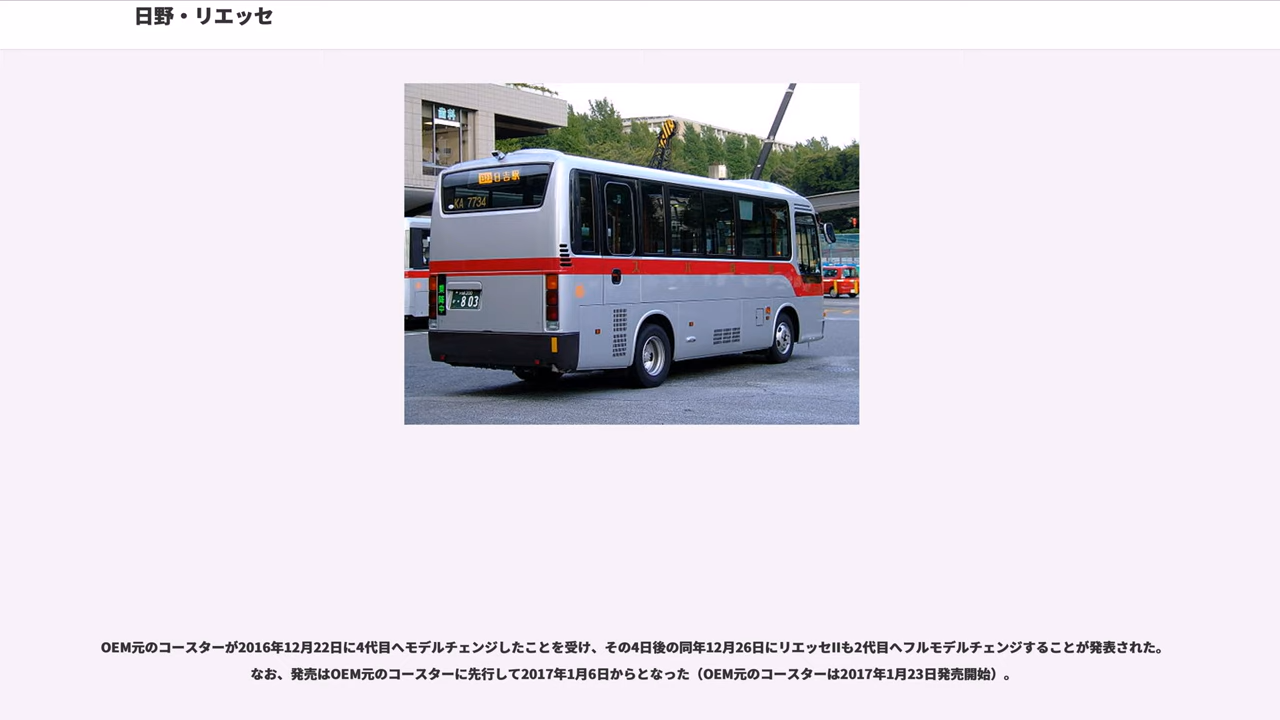 日野・リエッセ
歯科
日吉駅
KA 7734
803
OEM元のコースターが2016年12月22日に4代目へモデルチェンジしたことを受け、その4日後の同年12月26日にリエッセIIも2代目へフルモデルチェンジすることが発表された。
なお、発売はOEM元のコースターに先行して2017年1月6日からとなった（OEM元のコースターは2017年1月23日発売開始）。